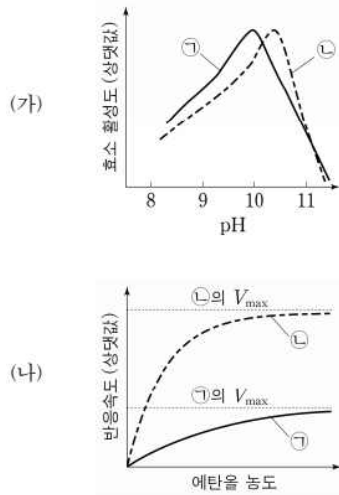 (가)
효소 활성도 (상댓값)
㉠
㉡
8 9 10 11
pH
(나)
반응속도 (상댓값)
㉡의 Vmax
㉡
㉠의 Vmax
㉠
에탄올 농도